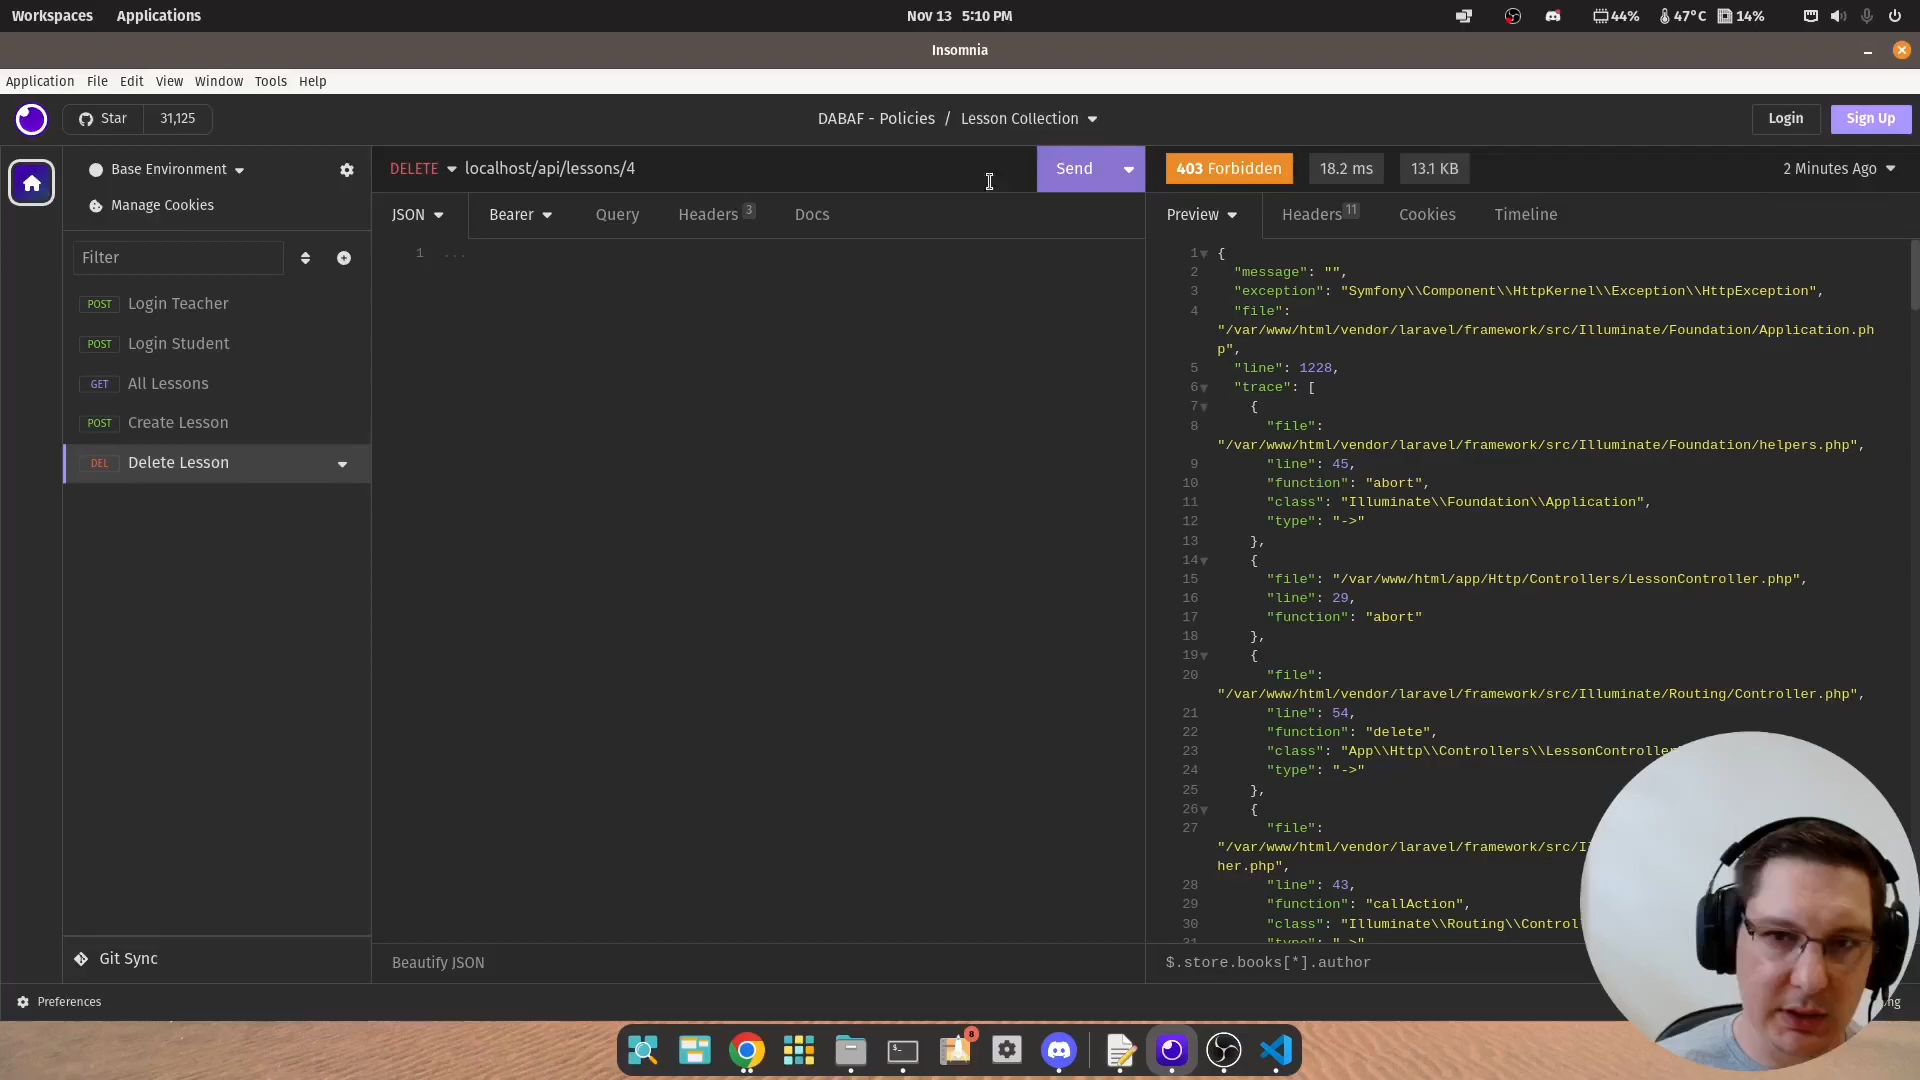 Workspaces Applications Nov 13 5:10 PM 44% 47°C 14%
Insomnia
Application File Edit View Window Tools Help
Star 31,125 DABAF - Policies / Lesson Collection Login Sign Up
Base Environment
Manage Cookies
Filter
POST Login Teacher
POST Login Student
GET All Lessons
POST Create Lesson
DEL Delete Lesson
Git Sync
Preferences
DELETE localhost/api/lessons/4 Send
JSON Bearer Query Headers 3 Docs
1 ...
Beautify JSON
403 Forbidden 18.2 ms 13.1 KB 2 Minutes Ago
Preview Headers 11 Cookies Timeline
1 {
2 "message": "",
3 "exception": "Symfony\\Component\\HttpKernel\\Exception\\HttpException",
4 "file":
"/var/www/html/vendor/laravel/framework/src/Illuminate/Foundation/Application.ph
p",
5 "line": 1228,
6 "trace": [
7 {
8 "file":
"/var/www/html/vendor/laravel/framework/src/Illuminate/Foundation/helpers.php",
9 "line": 45,
10 "function": "abort",
11 "class": "Illuminate\\Foundation\\Application",
12 "type": "->"
13 },
14 {
15 "file": "/var/www/html/app/Http/Controllers/LessonController.php",
16 "line": 29,
17 "function": "abort"
18 },
19 {
20 "file":
"/var/www/html/vendor/laravel/framework/src/Illuminate/Routing/Controller.php",
21 "line": 54,
22 "function": "delete",
23 "class": "App\\Http\\Controllers\\LessonController
24 "type": "->"
25 },
26 {
27 "file":
"/var/www/html/vendor/laravel/framework/src/Il
her.php",
28 "line": 43,
29 "function": "callAction",
30 "class": "Illuminate\\Routing\\Control
31 "type": "->"
$.store.books[*].author
8